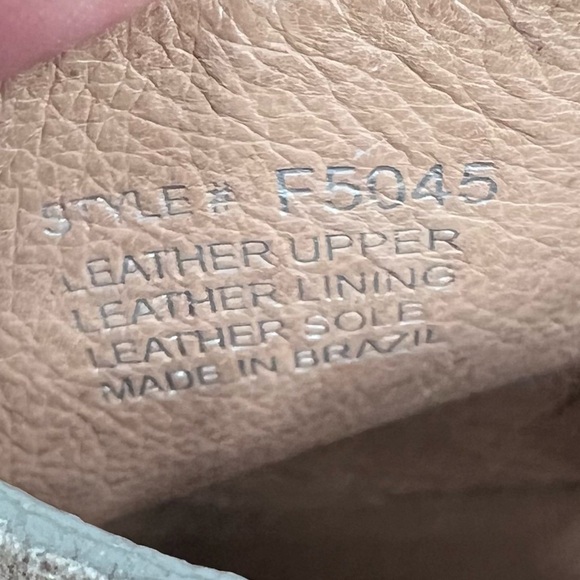 STYLE # F5045
LEATHER UPPER
LEATHER LINING
LEATHER SOLE
MADE IN BRAZIL